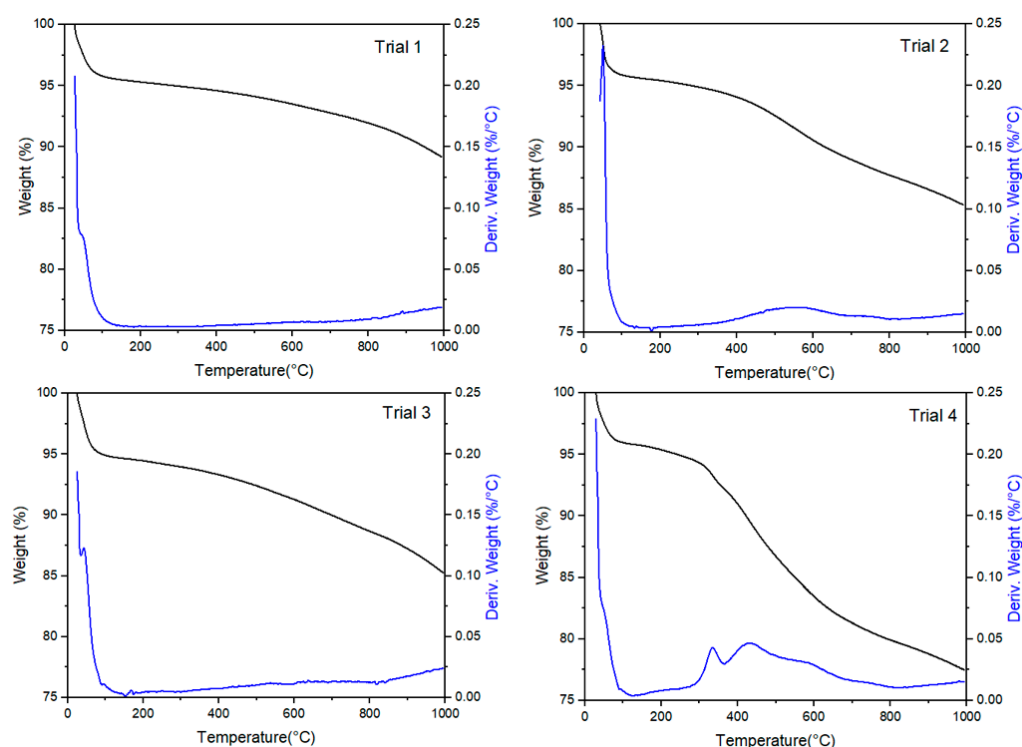 Trial 1
100
95
90
85
80
75
0.25
0.20
0.15
0.10
0.05
0.00
0 200 400 600 800 1000
Weight (%)
Deriv. Weight (%/°C)
Temperature(°C)
Trial 2
100
95
90
85
80
75
0.25
0.20
0.15
0.10
0.05
0.00
0 200 400 600 800 1000
Weight (%)
Deriv. Weight (%/°C)
Temperature(°C)
Trial 3
100
95
90
85
80
75
0.25
0.20
0.15
0.10
0.05
0.00
0 200 400 600 800 1000
Weight (%)
Deriv. Weight (%/°C)
Temperature(°C)
Trial 4
100
95
90
85
80
75
0.25
0.20
0.15
0.10
0.05
0.00
0 200 400 600 800 1000
Weight (%)
Deriv. Weight (%/°C)
Temperature(°C)